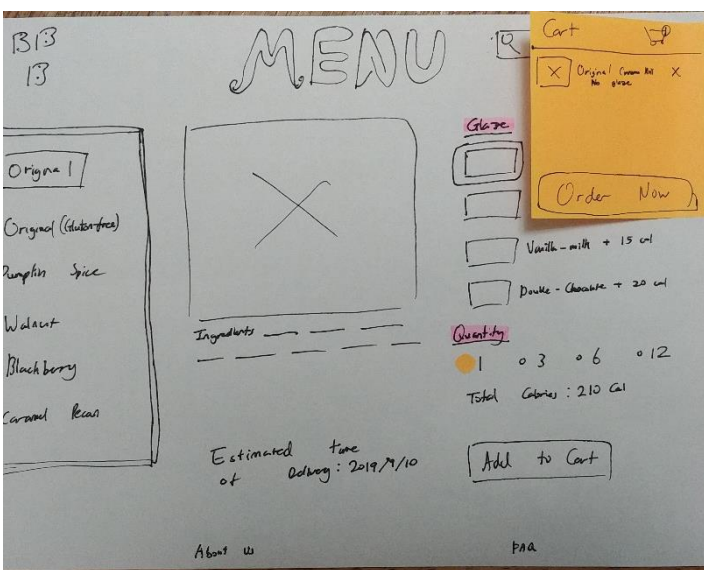 BB
B
MENU
Cart
Original
No glaze
Order Now
Original
Original (Gluten-free)
Pumpkin Spice
Walnut
Blackberry
Caramel Pecan
Ingredients
Estimated time
of Delivery: 2019/9/10
Glaze
Vanilla-milk + 15 cal
Double-Chocolate + 20 cal
Quantity
1 3 6 12
Total Calories: 210 Cal
Add to Cart
About us
FAQ